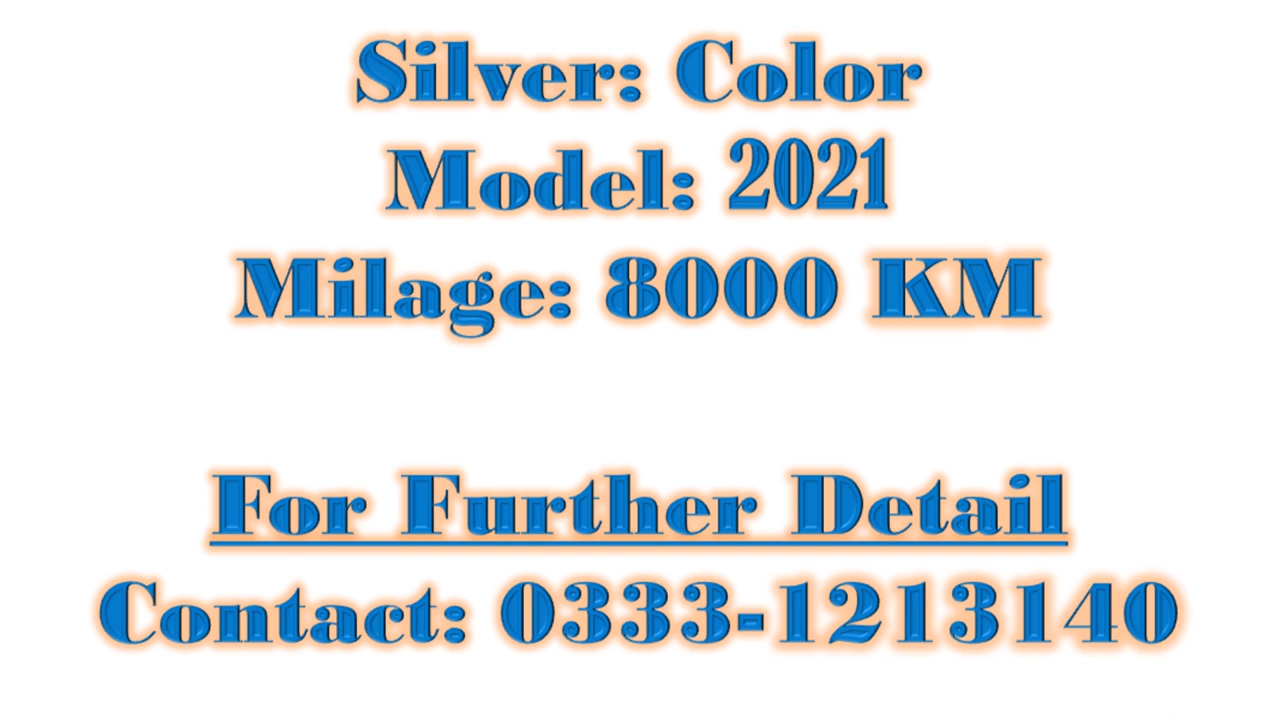 Silver: Color
Model: 2021
Milage: 8000 KM
For Further Detail
Contact: 0333-1213140